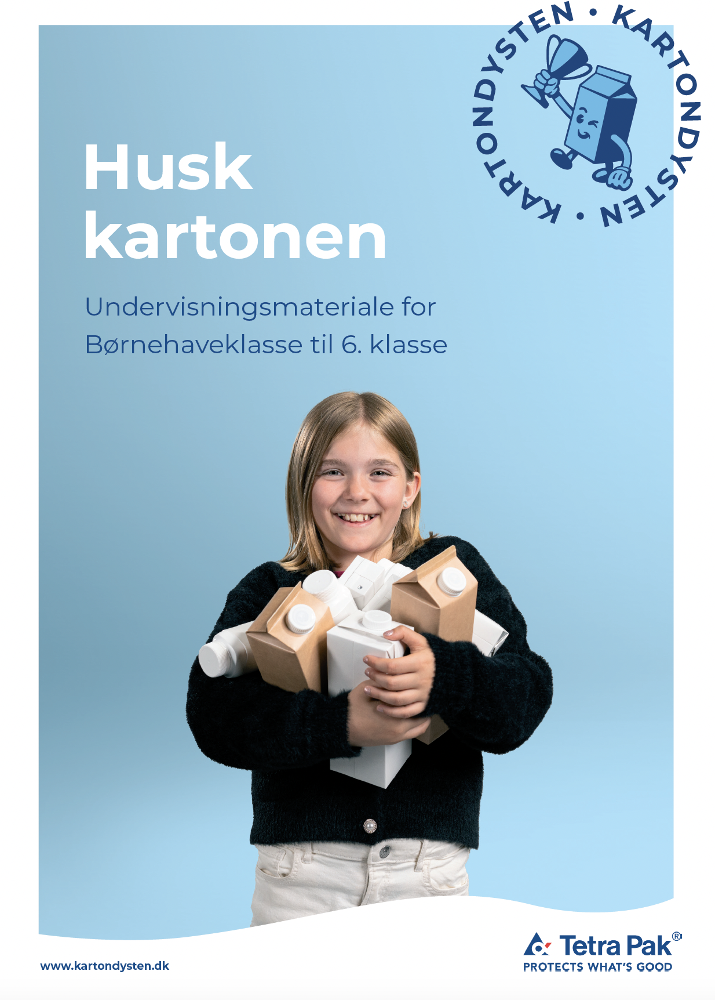 KARTONDYSTEN • KARTONDYSTEN •
Husk
kartonen
Undervisningsmateriale for
Børnehaveklasse til 6. klasse
www.kartondysten.dk
Tetra Pak®
PROTECTS WHAT'S GOOD